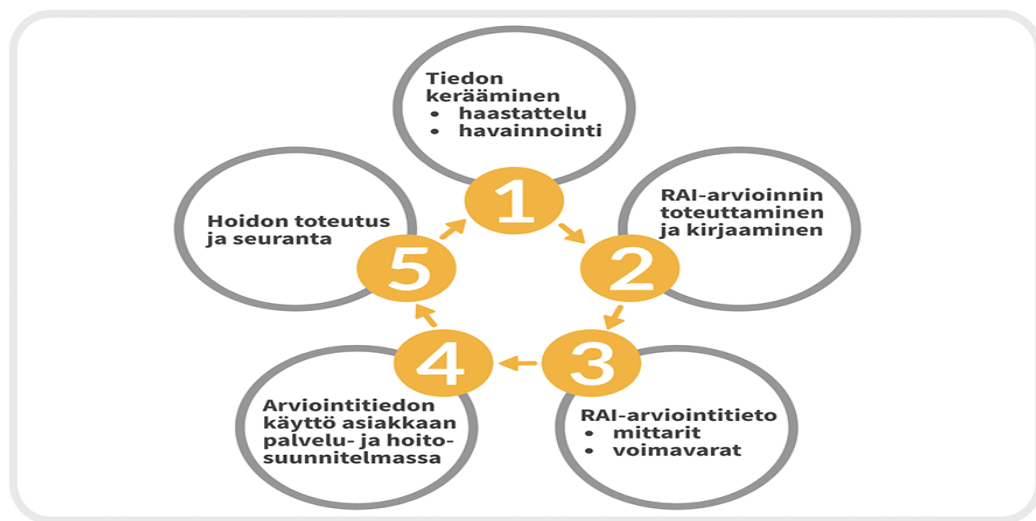 Tiedon
kerääminen
• haastattelu
• havainnointi
1
RAI-arvioinnin
toteuttaminen
ja kirjaaminen
2
RAI-arviointitieto
• mittarit
• voimavarat
3
Arviointitiedon
käyttö asiakkaan
palvelu- ja hoito-
suunnitelmassa
4
Hoidon toteutus
ja seuranta
5